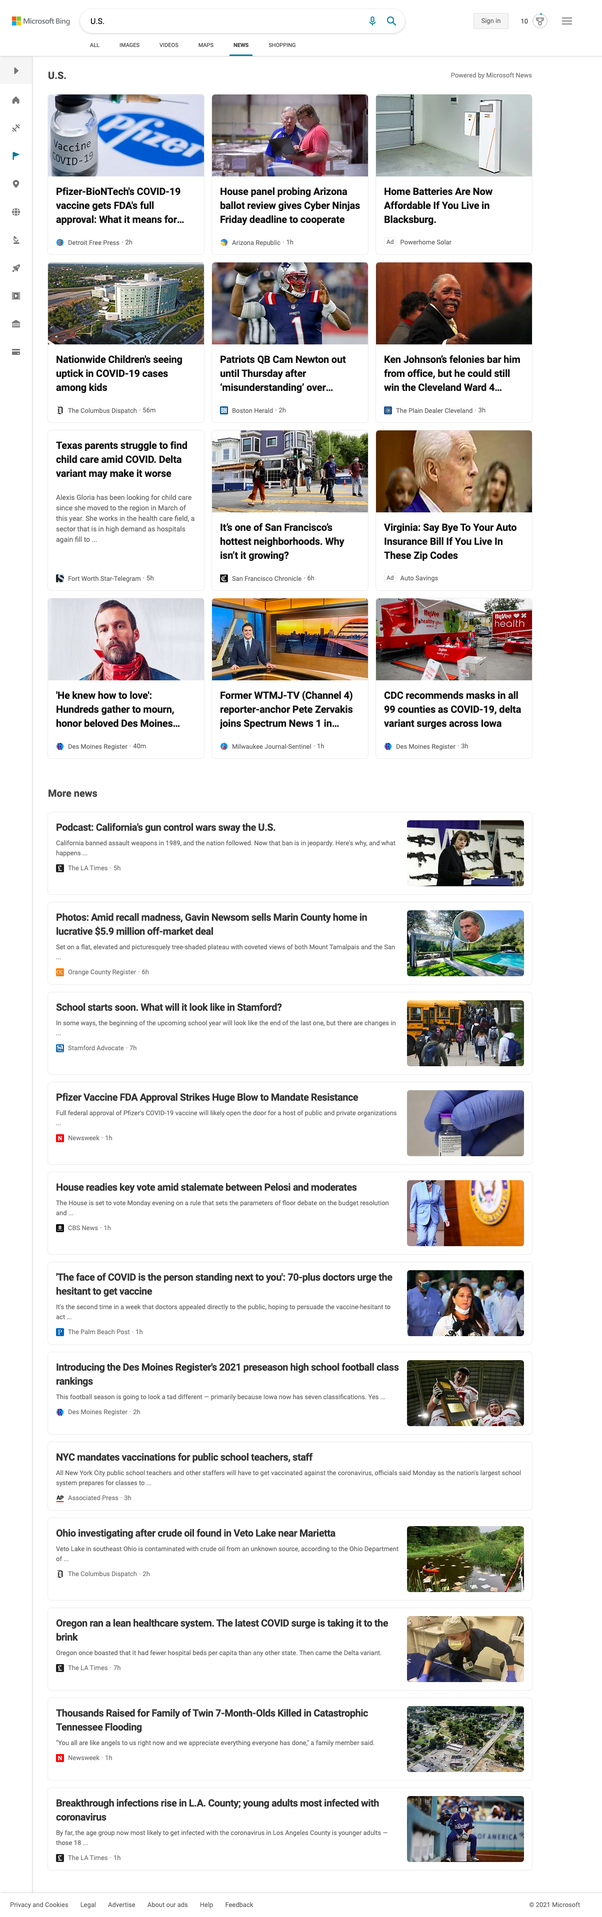 Microsoft Bing
U.S.
Sign in
10
ALL
IMAGES
VIDEOS
MAPS
NEWS
SHOPPING
U.S.
Powered by Microsoft News
Vaccine
COVID-19
Pfizer
Pfizer-BioNTech's COVID-19
vaccine gets FDA's full
approval: What it means for...
Detroit Free Press · 2h
House panel probing Arizona
ballot review gives Cyber Ninjas
Friday deadline to cooperate
Arizona Republic · 1h
Home Batteries Are Now
Affordable If You Live in
Blacksburg.
Ad Powerhome Solar
Nationwide Children's seeing
uptick in COVID-19 cases
among kids
The Columbus Dispatch · 56m
Patriots QB Cam Newton out
until Thursday after
'misunderstanding' over...
Boston Herald · 2h
Ken Johnson's felonies bar him
from office, but he could still
win the Cleveland Ward 4...
The Plain Dealer Cleveland · 3h
Texas parents struggle to find
child care amid COVID. Delta
variant may make it worse
Alexis Gloria has been looking for child care
since she moved to the region in March of
this year. She works in the health care field, a
sector that is in high demand as hospitals
again fill to ...
Fort Worth Star-Telegram · 5h
It's one of San Francisco's
hottest neighborhoods. Why
isn't it growing?
San Francisco Chronicle · 6h
Virginia: Say Bye To Your Auto
Insurance Bill If You Live In
These Zip Codes
Ad Auto Savings
'He knew how to love':
Hundreds gather to mourn,
honor beloved Des Moines...
Des Moines Register · 40m
Former WTMJ-TV (Channel 4)
reporter-anchor Pete Zervakis
joins Spectrum News 1 in...
Milwaukee Journal-Sentinel · 1h
HyVee
health
CDC recommends masks in all
99 counties as COVID-19, delta
variant surges across Iowa
Des Moines Register · 3h
More news
Podcast: California's gun control wars sway the U.S.
California banned assault weapons in 1989, and the nation followed. Now that ban is in jeopardy. Here's why, and what
happens ...
The LA Times · 5h
Photos: Amid recall madness, Gavin Newsom sells Marin County home in
lucrative $5.9 million off-market deal
Set on a flat, elevated and picturesquely tree-shaded plateau with coveted views of both Mount Tamalpais and the San
...
Orange County Register · 6h
School starts soon. What will it look like in Stamford?
In some ways, the beginning of the upcoming school year will look like the end of the last one, but there are changes in
...
Stamford Advocate · 7h
Pfizer Vaccine FDA Approval Strikes Huge Blow to Mandate Resistance
Full federal approval of Pfizer's COVID-19 vaccine will likely open the door for a host of public and private organizations
...
Newsweek · 1h
House readies key vote amid stalemate between Pelosi and moderates
The House is set to vote Monday evening on a rule that sets the parameters of floor debate on the budget resolution
and ...
CBS News · 1h
'The face of COVID is the person standing next to you': 70-plus doctors urge the
hesitant to get vaccine
It's the second time in a week that doctors appealed directly to the public, hoping to persuade the vaccine-hesitant to
act ...
The Palm Beach Post · 1h
Introducing the Des Moines Register's 2021 preseason high school football class
rankings
This football season is going to look a tad different — primarily because Iowa now has seven classifications. Yes ...
Des Moines Register · 2h
NYC mandates vaccinations for public school teachers, staff
All New York City public school teachers and other staffers will have to get vaccinated against the coronavirus, officials said Monday as the nation's largest school
system prepares for classes to ...
AP Associated Press · 3h
Ohio investigating after crude oil found in Veto Lake near Marietta
Veto Lake in southeast Ohio is contaminated with crude oil from an unknown source, according to the Ohio Department
of ...
The Columbus Dispatch · 2h
Oregon ran a lean healthcare system. The latest COVID surge is taking it to the
brink
Oregon once boasted that it had fewer hospital beds per capita than any other state. Then came the Delta variant.
The LA Times · 7h
Thousands Raised for Family of Twin 7-Month-Olds Killed in Catastrophic
Tennessee Flooding
"You all are like angels to us right now and we appreciate everything everyone has done," a family member said.
Newsweek · 1h
Breakthrough infections rise in L.A. County; young adults most infected with
coronavirus
By far, the age group now most likely to get infected with the coronavirus in Los Angeles County is younger adults —
those 18 ...
OF AMERICA
The LA Times · 1h
Privacy and Cookies
Legal
Advertise
About our ads
Help
Feedback
© 2021 Microsoft